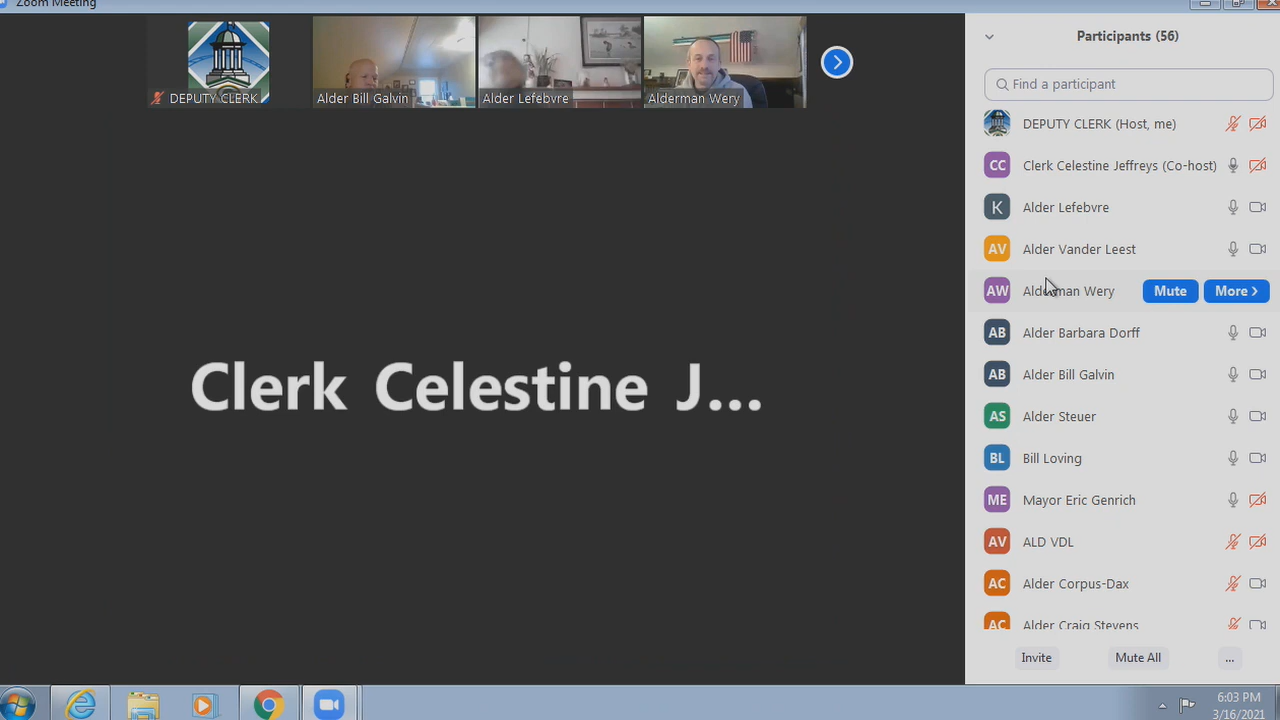 Zoom Meeting
DEPUTY CLERK
Alder Bill Galvin
Alder Lefebvre
Alderman Wery
Clerk Celestine J...
Participants (56)
Find a participant
DEPUTY CLERK (Host, me)
CC Clerk Celestine Jeffreys (Co-host)
K Alder Lefebvre
AV Alder Vander Leest
AW Alderman Wery Mute More
AB Alder Barbara Dorff
AB Alder Bill Galvin
AS Alder Steuer
BL Bill Loving
ME Mayor Eric Genrich
AV ALD VDL
AC Alder Corpus-Dax
AC Alder Craig Stevens
Invite Mute All ...
6:03 PM
3/16/2021